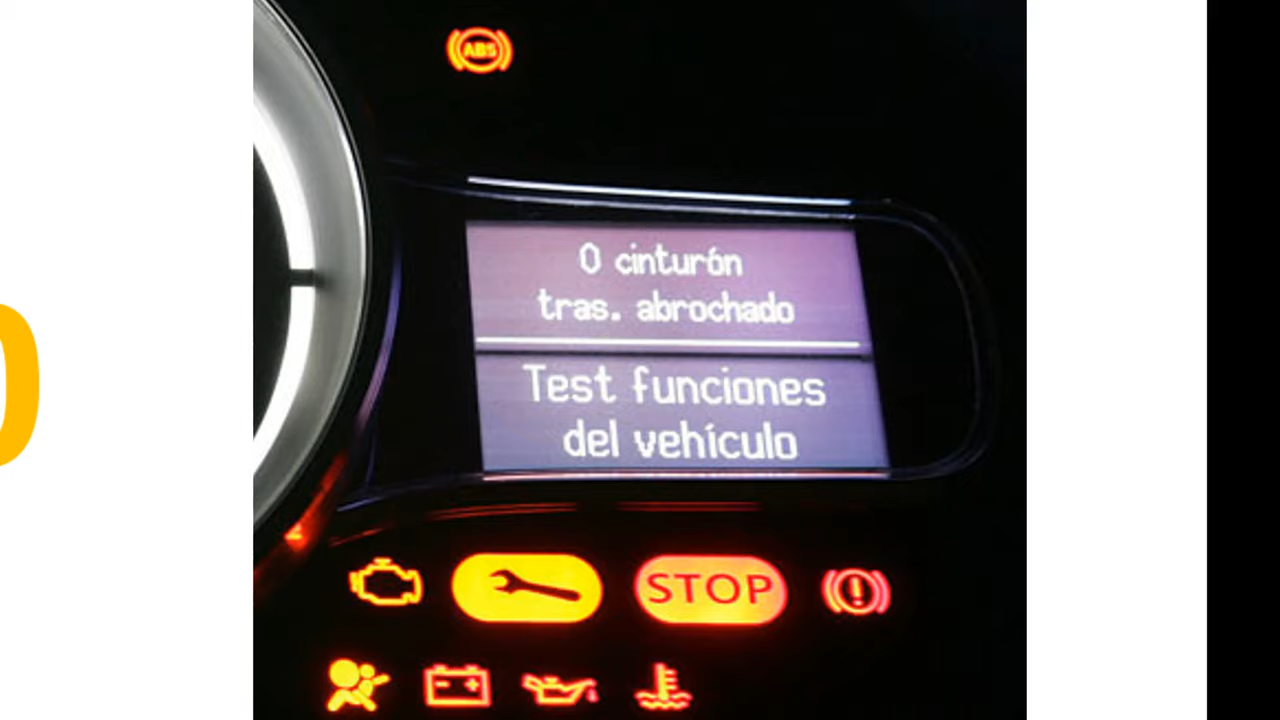 ABS
0 cinturón
tras. abrochado
Test funciones
del vehículo
STOP